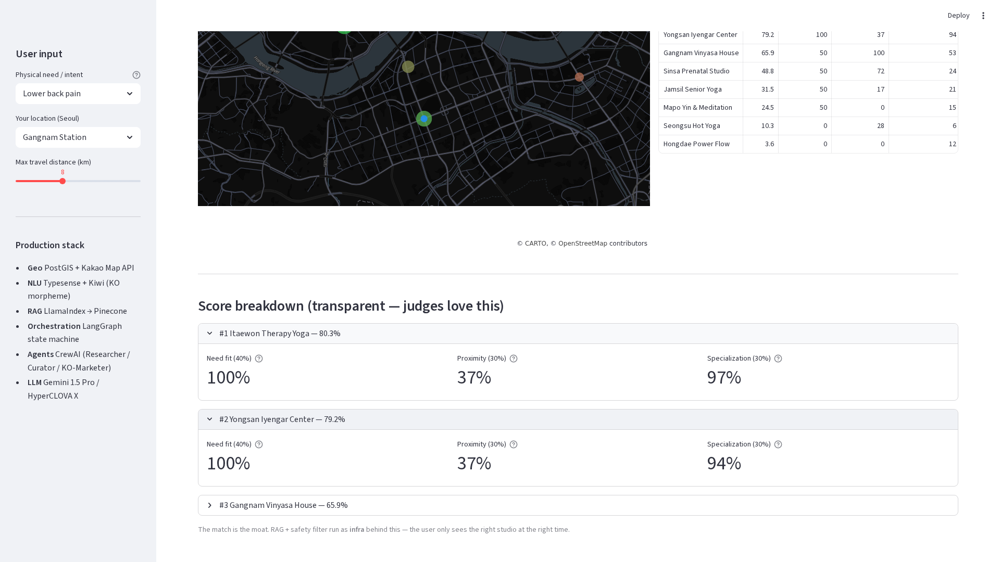 Deploy
User input
Physical need / intent
Lower back pain
Your location (Seoul)
Gangnam Station
Max travel distance (km)
8
Production stack
• Geo PostGIS + Kakao Map API
• NLU Typesense + Kiwi (KO
morpheme)
• RAG LlamaIndex → Pinecone
• Orchestration LangGraph
state machine
• Agents CrewAI (Researcher /
Curator / KO-Marketer)
• LLM Gemini 1.5 Pro /
HyperCLOVA X
Hangang River
Yongsan Iyengar Center 79.2 100 37 94
Gangnam Vinyasa House 65.9 50 100 53
Sinsa Prenatal Studio 48.8 50 72 24
Jamsil Senior Yoga 31.5 50 17 21
Mapo Yin & Meditation 24.5 50 0 15
Seongsu Hot Yoga 10.3 0 28 6
Hongdae Power Flow 3.6 0 0 12
© CARTO, © OpenStreetMap contributors
Score breakdown (transparent — judges love this)
#1 Itaewon Therapy Yoga — 80.3%
Need fit (40%) Proximity (30%) Specialization (30%)
100% 37% 97%
#2 Yongsan Iyengar Center — 79.2%
Need fit (40%) Proximity (30%) Specialization (30%)
100% 37% 94%
#3 Gangnam Vinyasa House — 65.9%
The match is the moat. RAG + safety filter run as infra behind this — the user only sees the right studio at the right time.